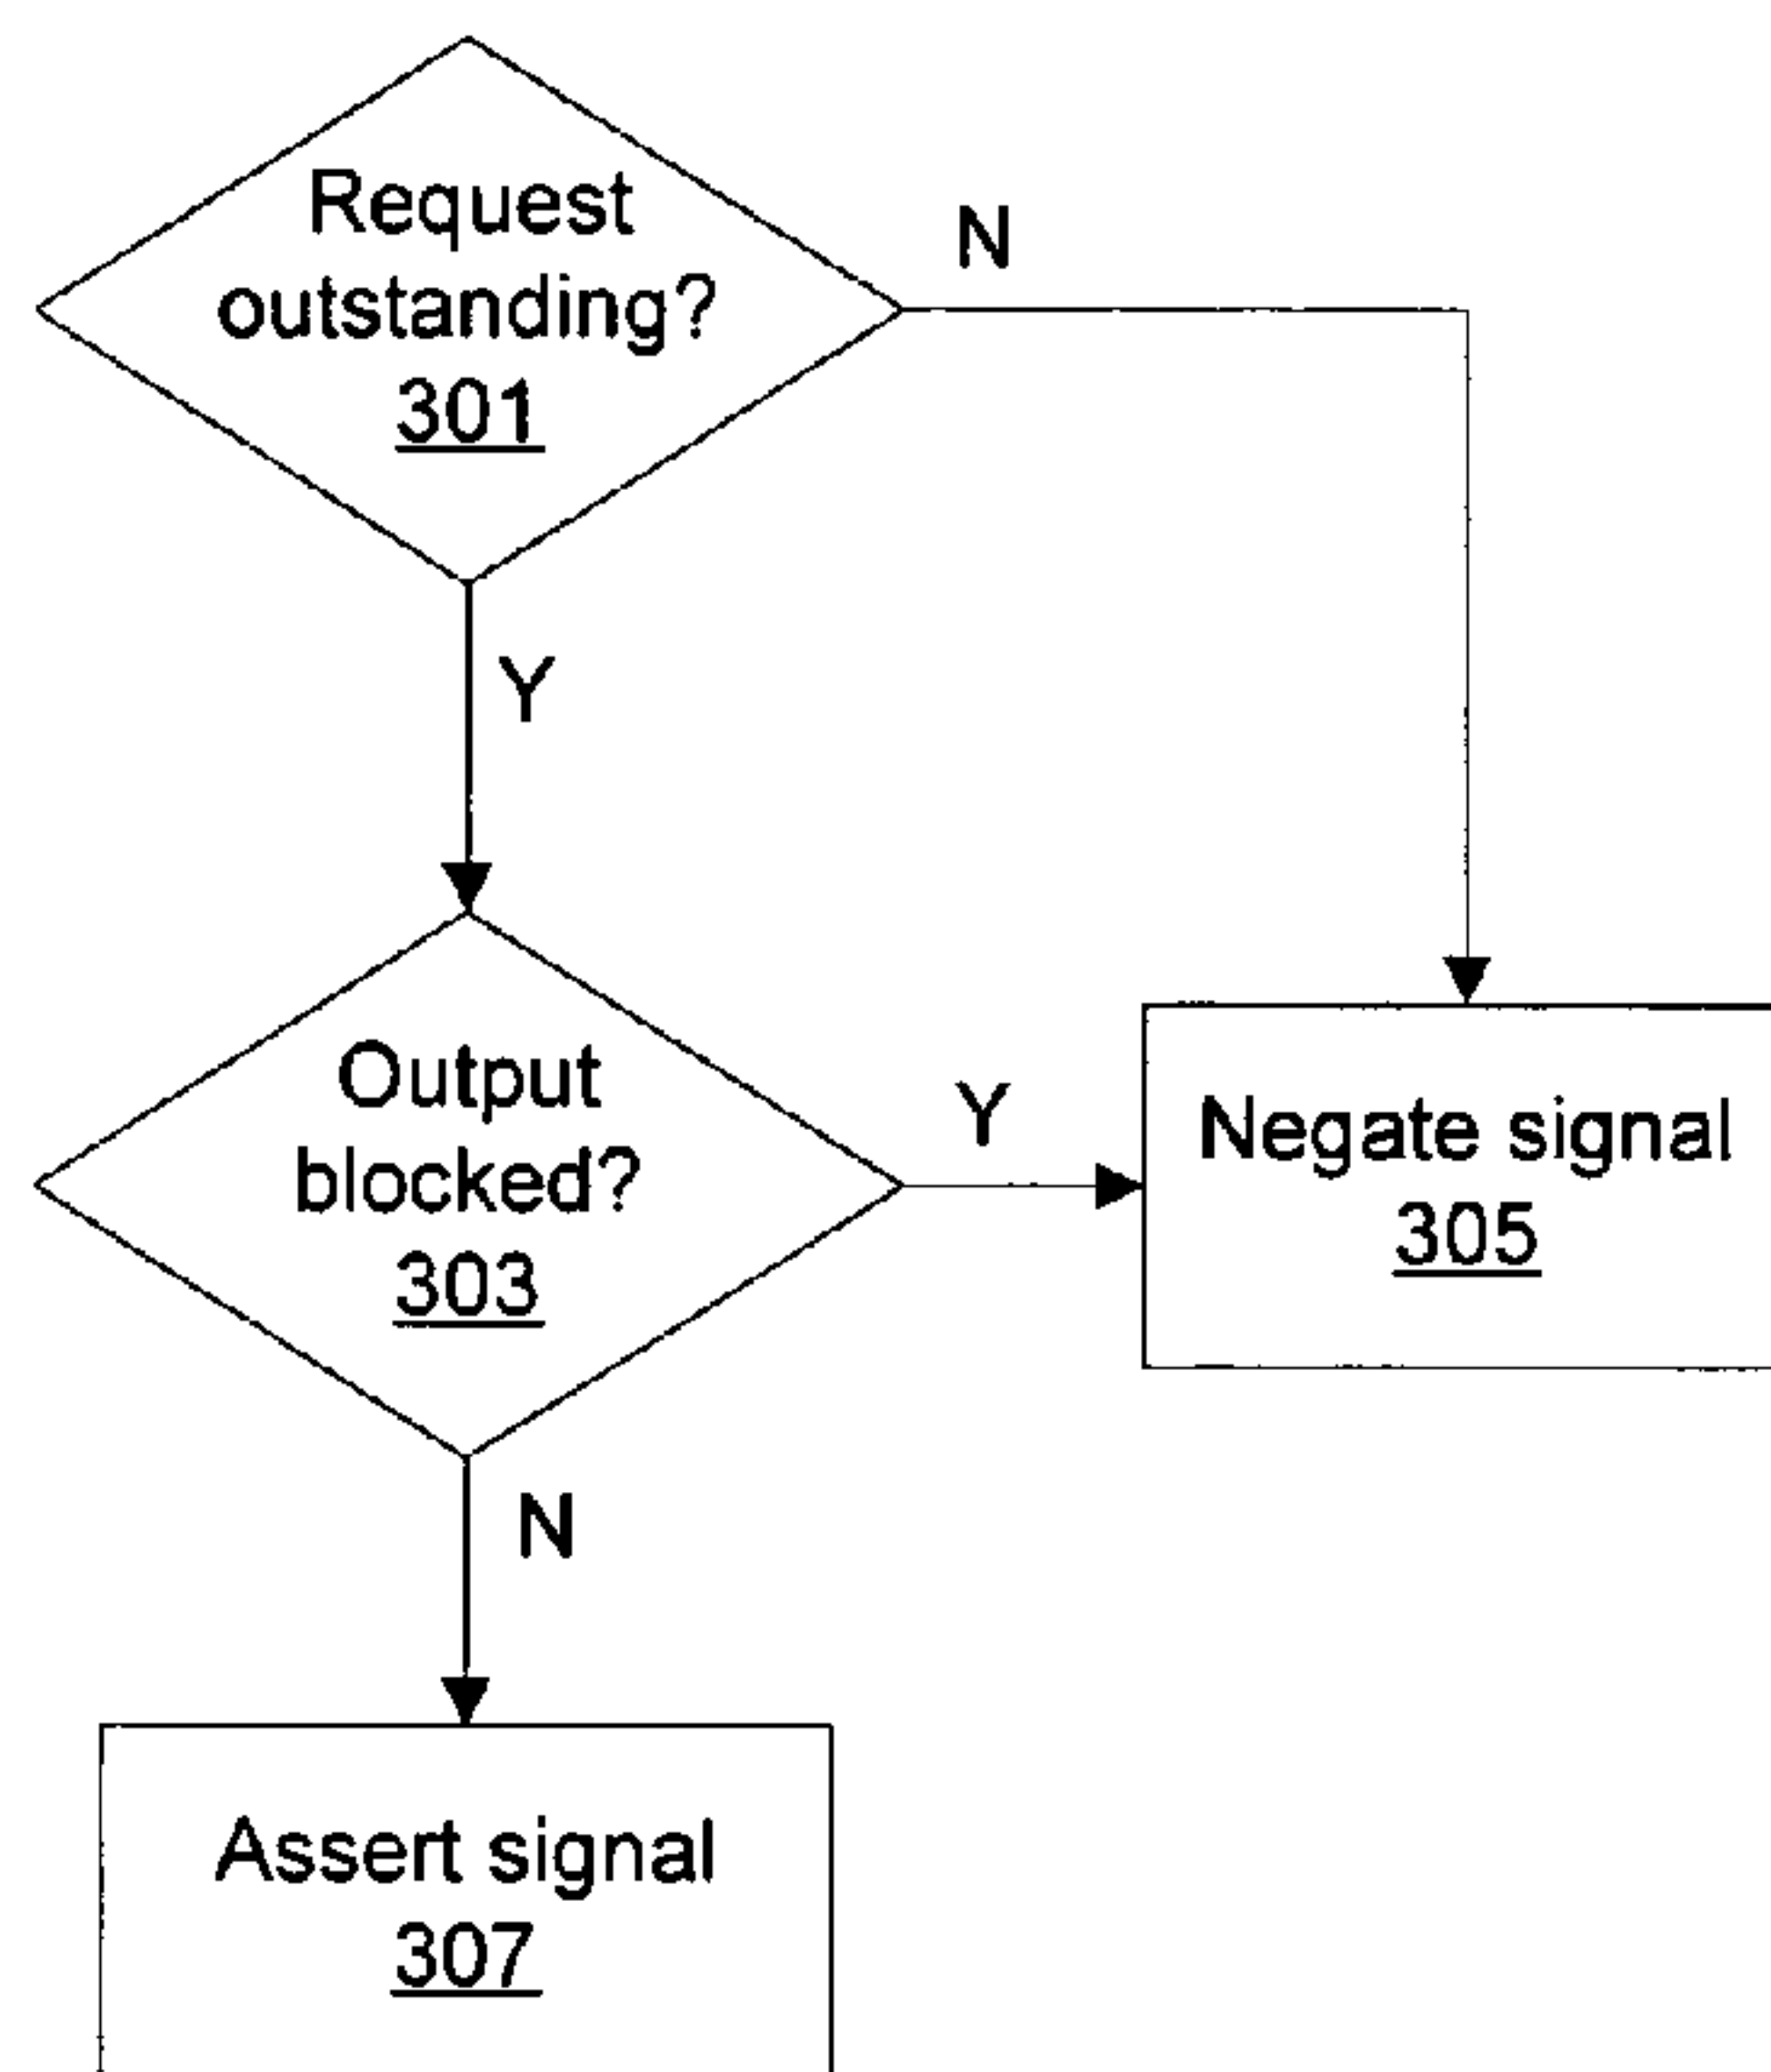 Request
outstanding?
301
N
Y
Output
blocked?
303
Y
Negate signal
305
N
Assert signal
307